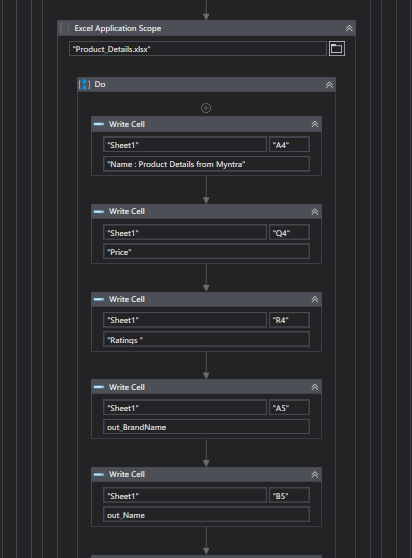 Excel Application Scope
"Product_Details.xlsx"
Do
Write Cell
"Sheet1" "A4"
"Name : Product Details from Myntra"
Write Cell
"Sheet1" "Q4"
"Price"
Write Cell
"Sheet1" "R4"
"Ratings "
Write Cell
"Sheet1" "A5"
out_BrandName
Write Cell
"Sheet1" "B5"
out_Name